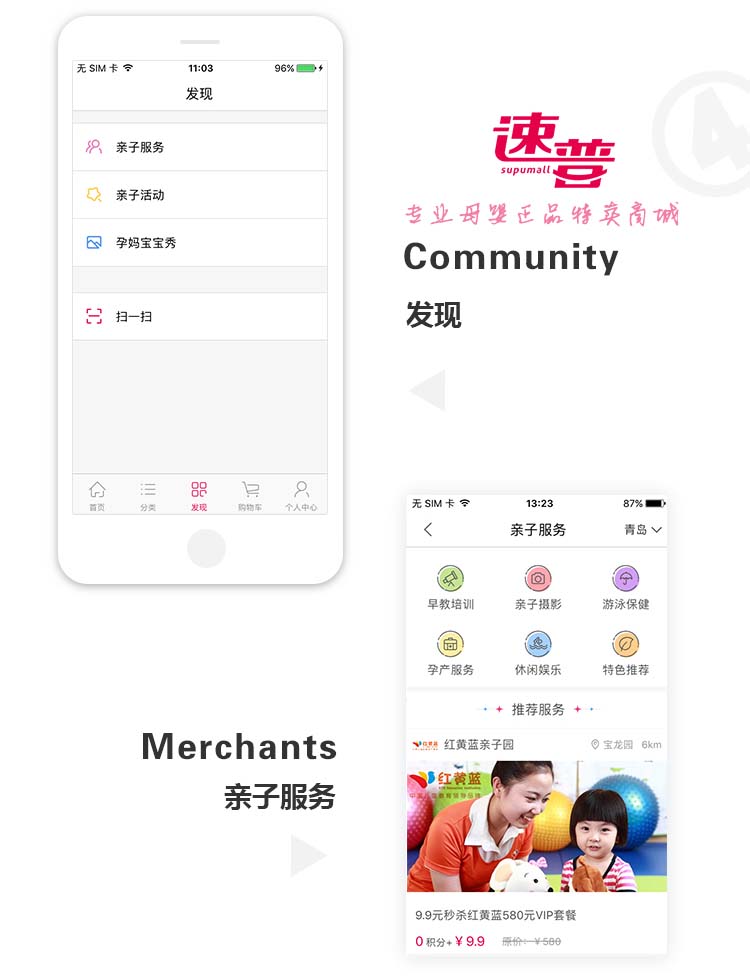 无 SIM 卡 11:03 96%
发现
亲子服务
亲子活动
孕妈宝宝秀
扫一扫
首页 分类 发现 购物车 个人中心
4
速普
supumall
专业母婴正品特卖商城
Community
发现
Merchants
亲子服务
无 SIM 卡 13:23 87%
亲子服务 青岛
早教培训 亲子摄影 游泳保健
孕产服务 休闲娱乐 特色推荐
推荐服务
红黄蓝 红黄蓝亲子园 宝龙园 6km
红黄蓝
9.9元秒杀红黄蓝580元VIP套餐
0 积分+ ¥ 9.9 原价：¥ 580